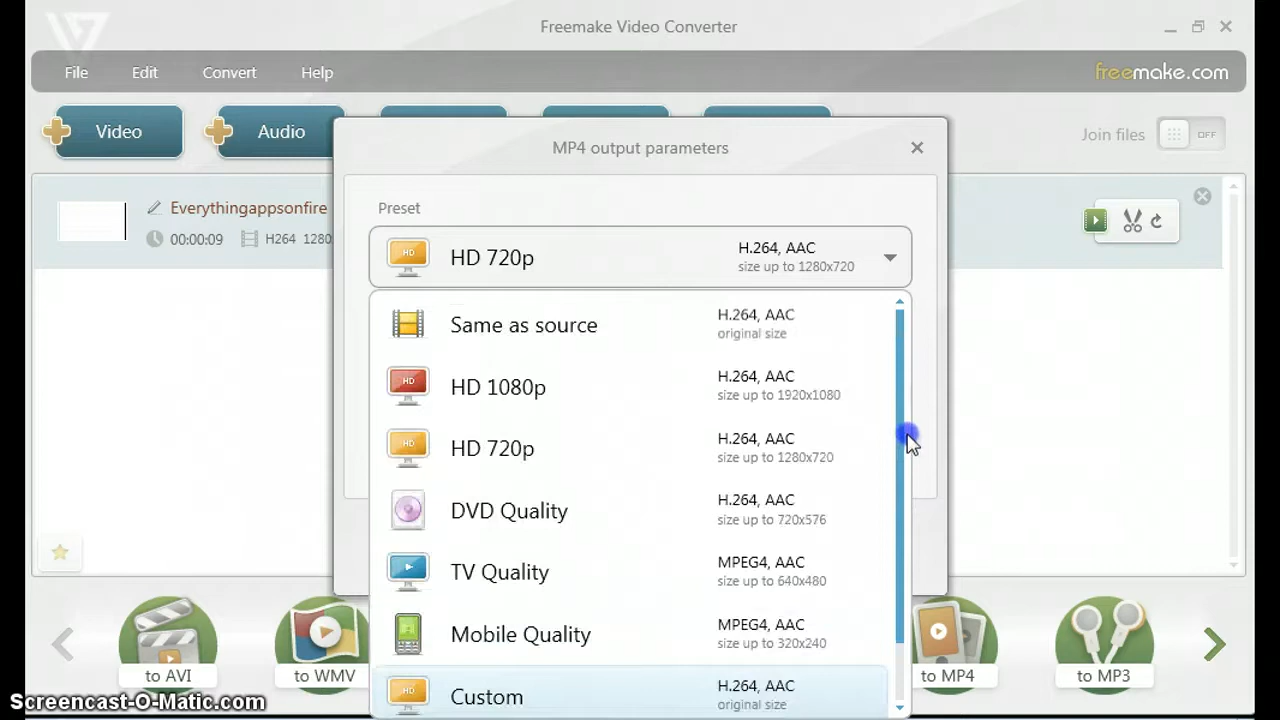 Freemake Video Converter
File Edit Convert Help
freemake.com
Video Audio
Join files OFF
MP4 output parameters
Everythingappsonfire
00:00:09 H264 1280
Preset
HD HD 720p H.264, AAC
size up to 1280x720
Same as source H.264, AAC
original size
HD HD 1080p H.264, AAC
size up to 1920x1080
HD HD 720p H.264, AAC
size up to 1280x720
DVD Quality H.264, AAC
size up to 720x576
TV Quality MPEG4, AAC
size up to 640x480
Mobile Quality MPEG4, AAC
size up to 320x240
HD Custom H.264, AAC
original size
to AVI to WMV to MP4 to MP3
Screencast-O-Matic.com